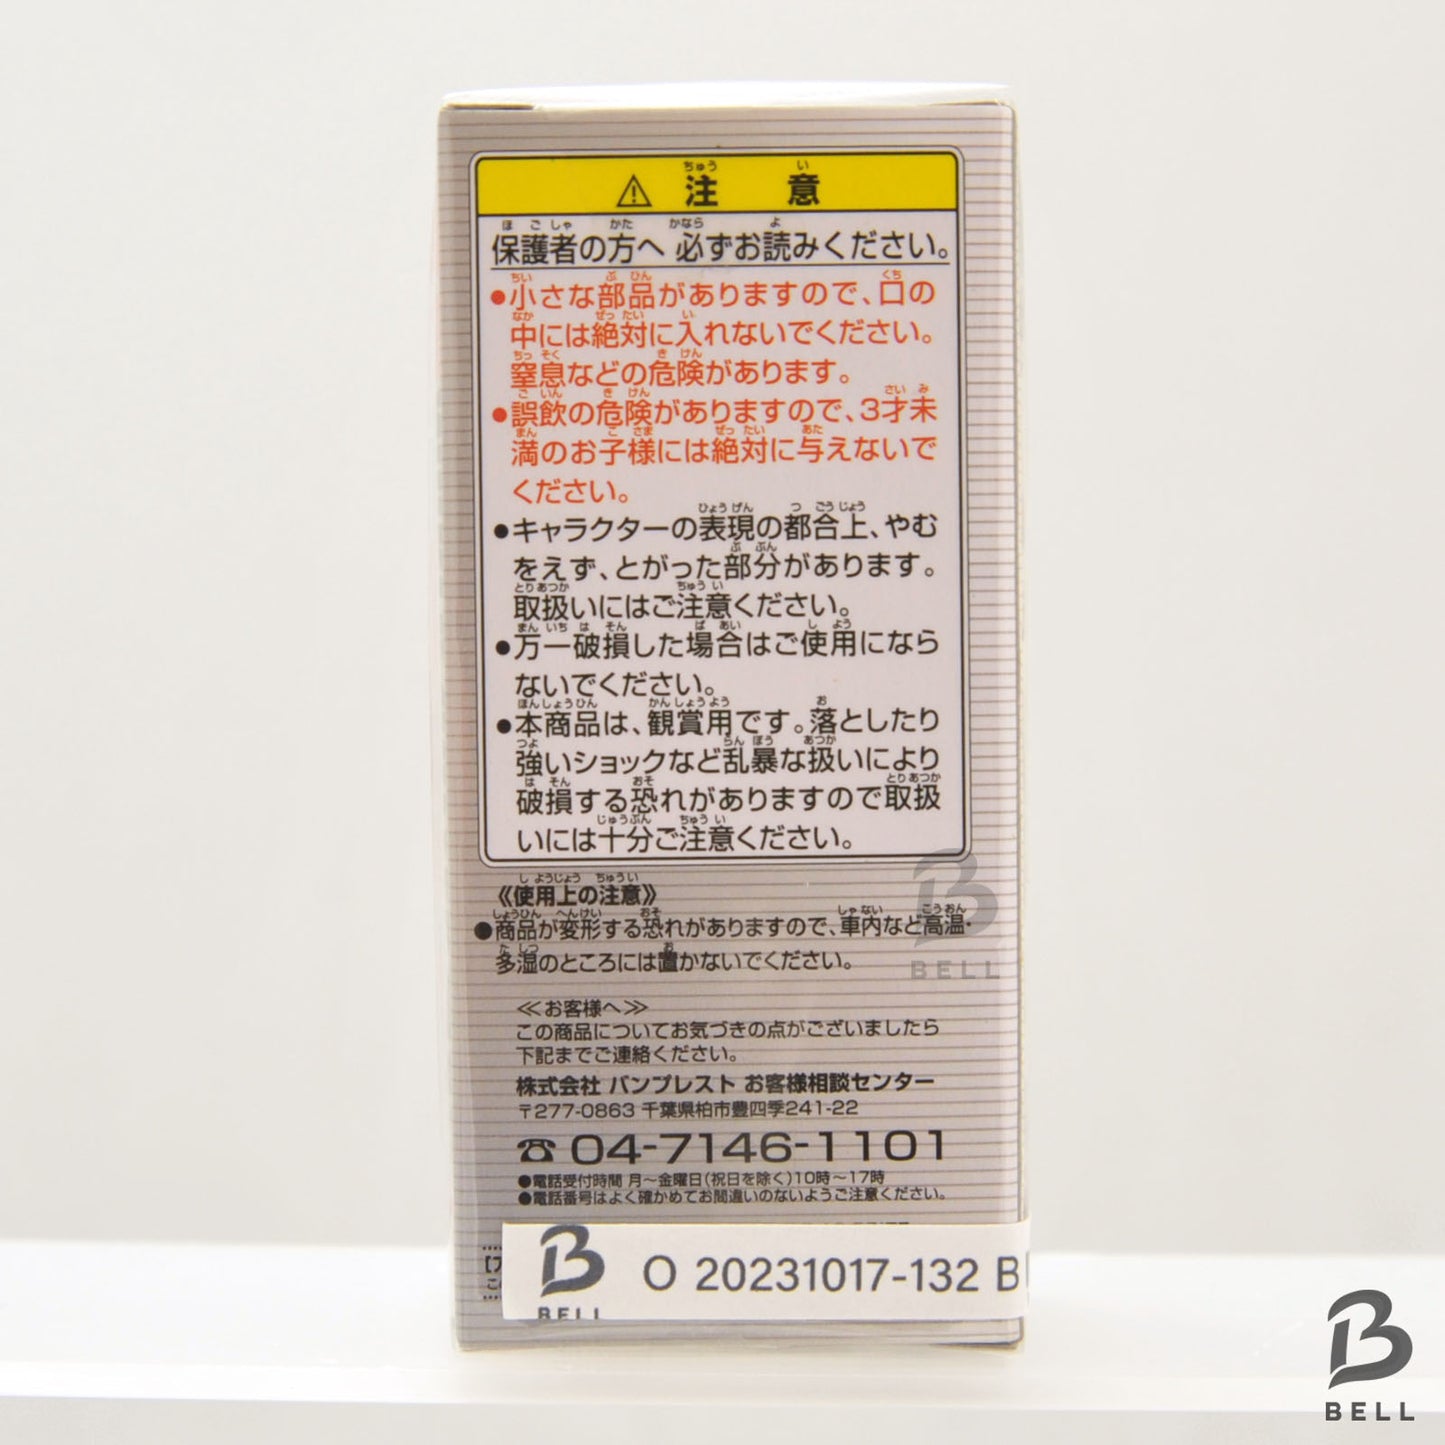 ⚠ 注意
保護者の方へ 必ずお読みください。
●小さな部品がありますので、口の
中には絶対に入れないでください。
窒息などの危険があります。
●誤飲の危険がありますので、3才未
満のお子様には絶対に与えないで
ください。
●キャラクターの表現の都合上、やむ
をえず、とがった部分があります。
取扱いにはご注意ください。
●万一破損した場合はご使用になら
ないでください。
●本商品は、観賞用です。落としたり
強いショックなど乱暴な扱いにより
破損する恐れがありますので取扱
いには十分ご注意ください。
《使用上の注意》
●商品が変形する恐れがありますので、車内など高温・
多湿のところには置かないでください。
≪お客様へ≫
この商品についてお気づきの点がございましたら
下記までご連絡ください。
株式会社 バンプレスト お客様相談センター
〒277-0863 千葉県柏市豊四季241-22
☎04-7146-1101
●電話受付時間 月～金曜日(祝日を除く)10時～17時
●電話番号はよく確かめてお間違いのないようご注意ください。
BELL
O 20231017-132 B
BELL
BELL